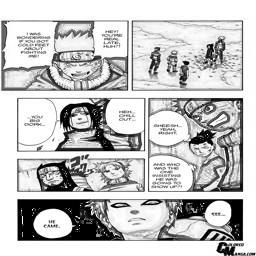 HEY!
YOU'RE
REAL
LATE,
HUH?!
I WAS
WONDERING
IF YOU GOT
COLD FEET
ABOUT
FIGHTING
ME!
HEH...
CHILL
OUT...
...YOU
BIG
DORK...
SHEESH...
YEAH,
RIGHT.
AND WHO
WAS THE
ONE
INSISTING
HE WAS
GOING TO
SHOW UP?!
HE
CAME.
COLORED
MANGA.COM